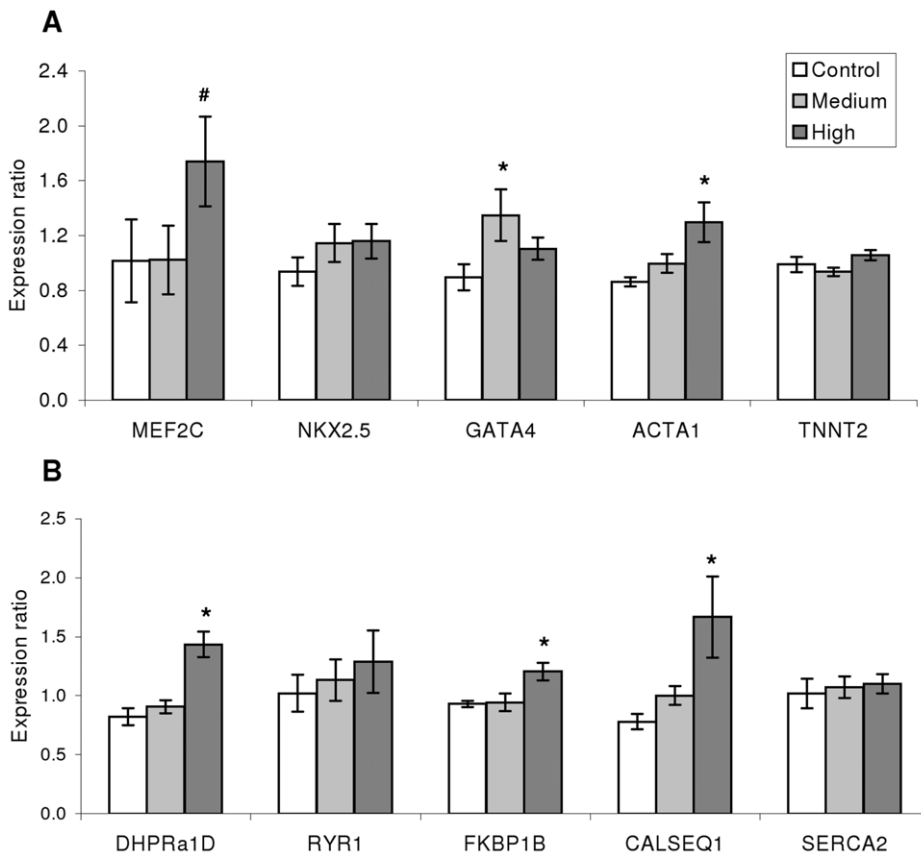 A
2.4
2.0
1.6
1.2
0.8
0.4
0.0
Expression ratio
#
*
*
Control
Medium
High
MEF2C NKX2.5 GATA4 ACTA1 TNNT2
B
2.5
2.0
1.5
1.0
0.5
0.0
Expression ratio
*
*
*
DHPRa1D RYR1 FKBP1B CALSEQ1 SERCA2